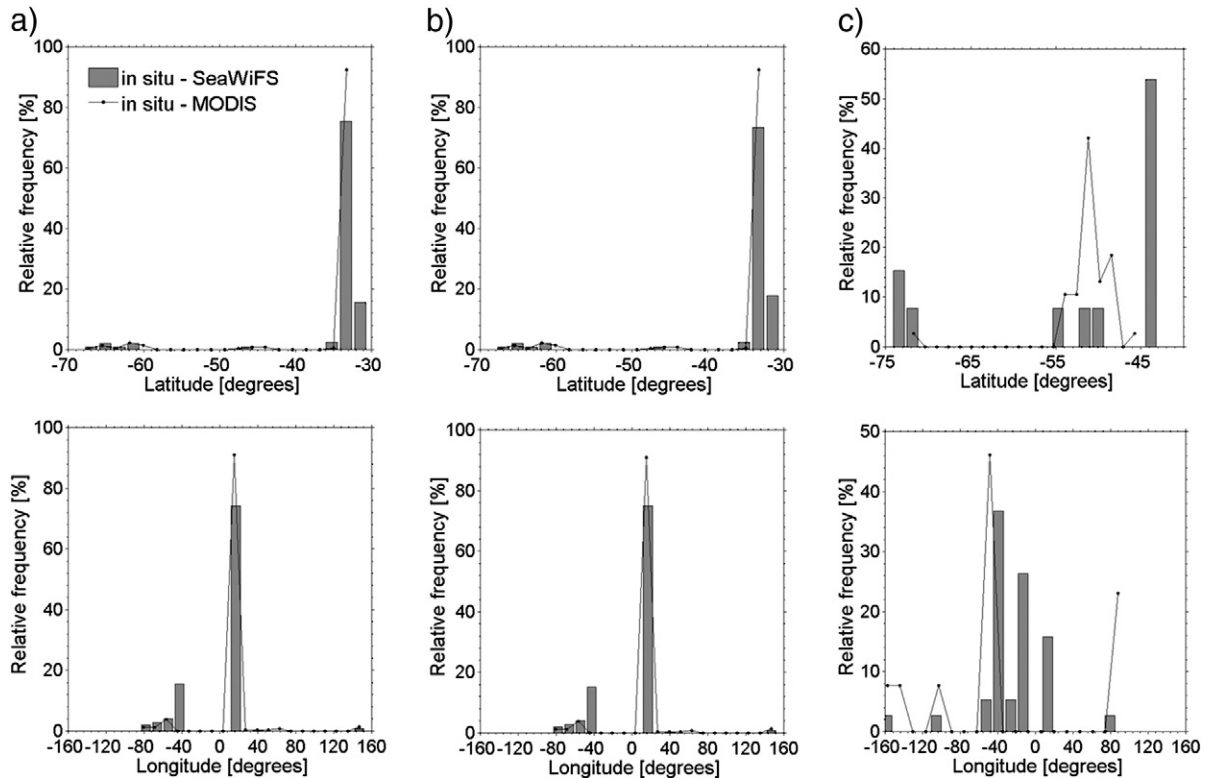 a)
100
80
60
40
20
0
Relative frequency [%]
in situ - SeaWiFS
in situ - MODIS
-70 -60 -50 -40 -30
Latitude [degrees]
b)
100
80
60
40
20
0
Relative frequency [%]
-70 -60 -50 -40 -30
Latitude [degrees]
c)
60
50
40
30
20
10
0
Relative frequency [%]
-75 -65 -55 -45
Latitude [degrees]
100
80
60
40
20
0
Relative frequency [%]
-160 -120 -80 -40 0 40 80 120 160
Longitude [degrees]
100
80
60
40
20
0
Relative frequency [%]
-160 -120 -80 -40 0 40 80 120 160
Longitude [degrees]
50
40
30
20
10
0
Relative frequency [%]
-160 -120 -80 -40 0 40 80 120 160
Longitude [degrees]